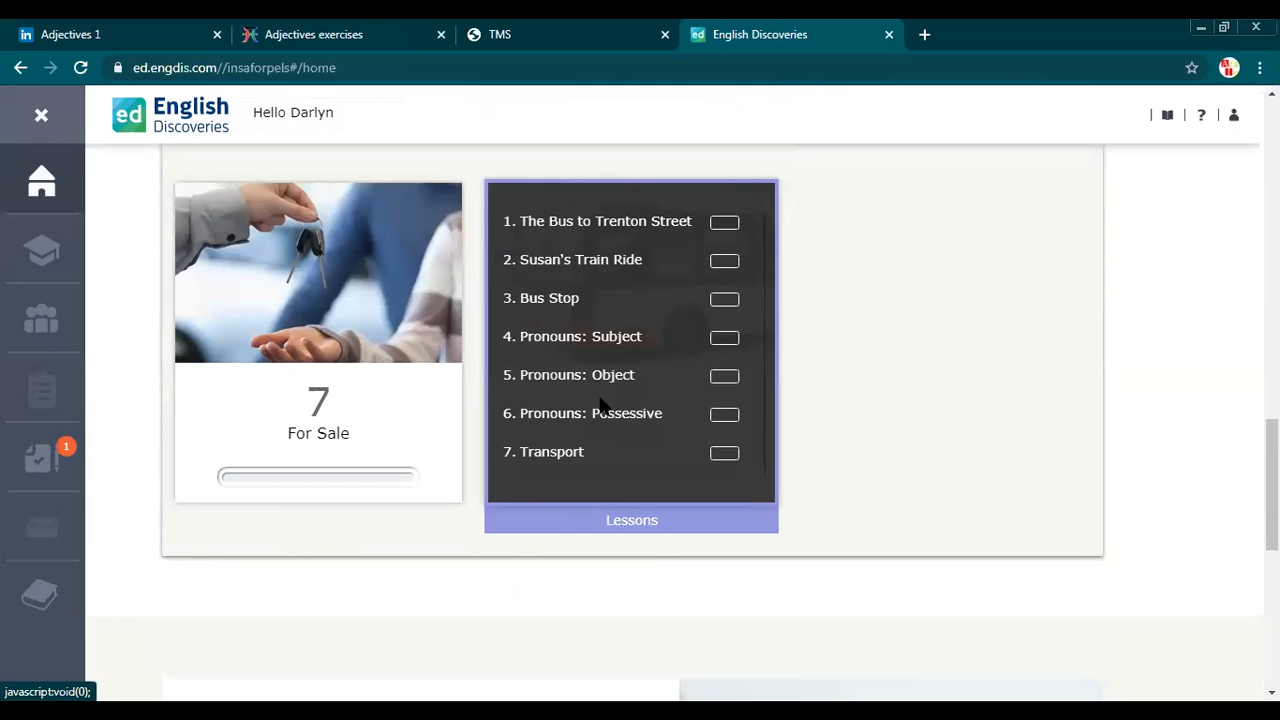 Adjectives 1
Adjectives exercises
TMS
English Discoveries
ed.engdis.com//insaforpels#/home
ed English Discoveries
Hello Darlyn
?
1. The Bus to Trenton Street
2. Susan's Train Ride
3. Bus Stop
4. Pronouns: Subject
5. Pronouns: Object
6. Pronouns: Possessive
7. Transport
Lessons
7
For Sale
1
javascript:void(0);